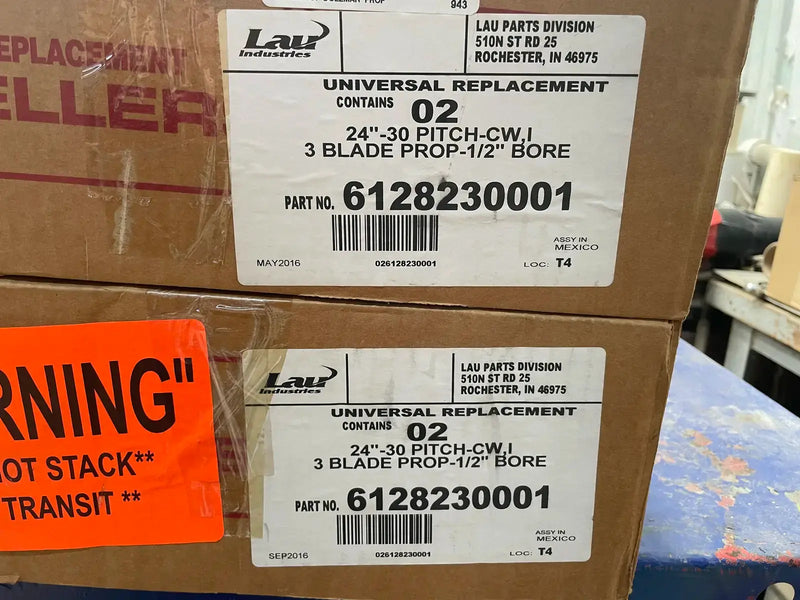 943
EPLACEMENT
ELLER
Lau
Industries
LAU PARTS DIVISION
510N ST RD 25
ROCHESTER, IN 46975
UNIVERSAL REPLACEMENT
CONTAINS 02
24"-30 PITCH-CW,I
3 BLADE PROP-1/2" BORE
PART NO. 6128230001
MAY2016
026128230001
ASSY IN
MEXICO
LOC: T4
RNING"
OT STACK**
TRANSIT **
Lau
Industries
LAU PARTS DIVISION
510N ST RD 25
ROCHESTER, IN 46975
UNIVERSAL REPLACEMENT
CONTAINS 02
24"-30 PITCH-CW,I
3 BLADE PROP-1/2" BORE
PART NO. 6128230001
SEP2016
026128230001
ASSY IN
MEXICO
LOC: T4